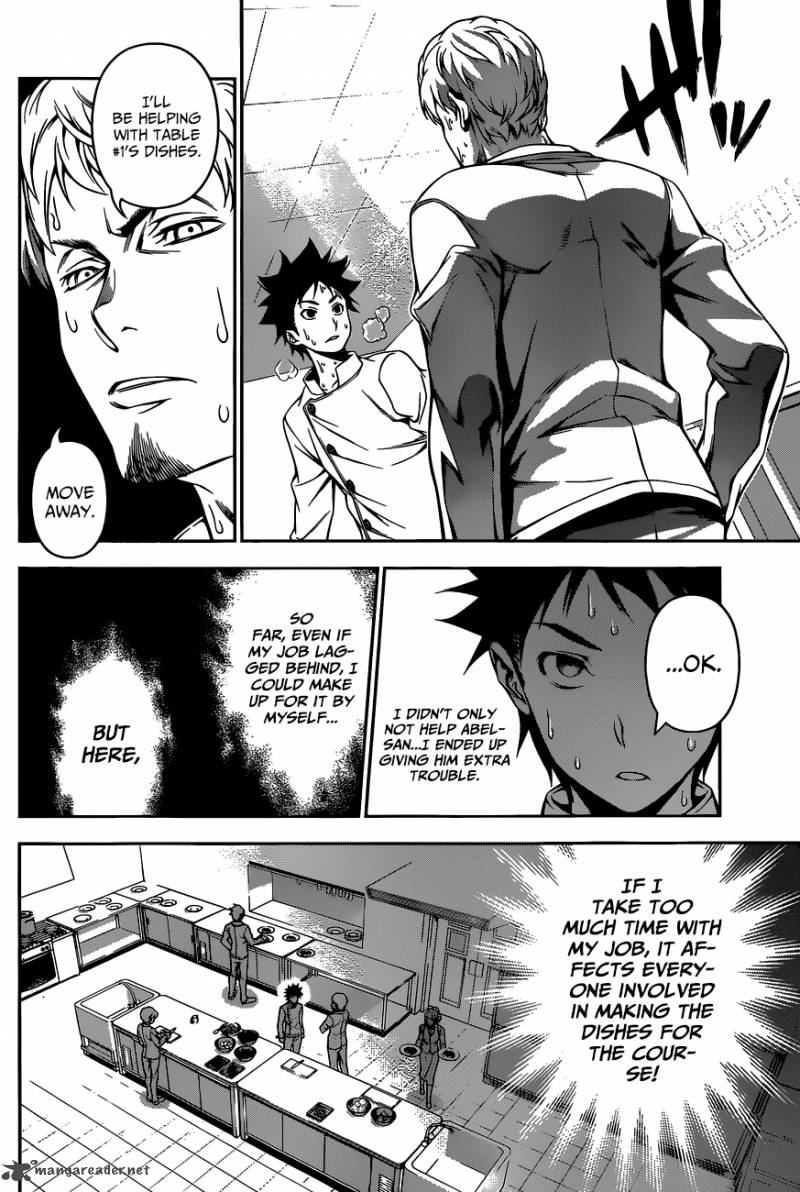 I'LL
BE HELPING
WITH TABLE
#1'S DISHES.
MOVE
AWAY.
...OK.
I DIDN'T ONLY
NOT HELP ABEL-
SAN...I ENDED UP
GIVING HIM EXTRA
TROUBLE.
SO
FAR, EVEN IF
MY JOB LAG-
GED BEHIND, I
COULD MAKE
UP FOR IT BY
MYSELF...
BUT
HERE,
IF I
TAKE TOO
MUCH TIME WITH
MY JOB, IT AF-
FECTS EVERY-
ONE INVOLVED
IN MAKING THE
DISHES FOR
THE COUR-
SE!
mangareader.net